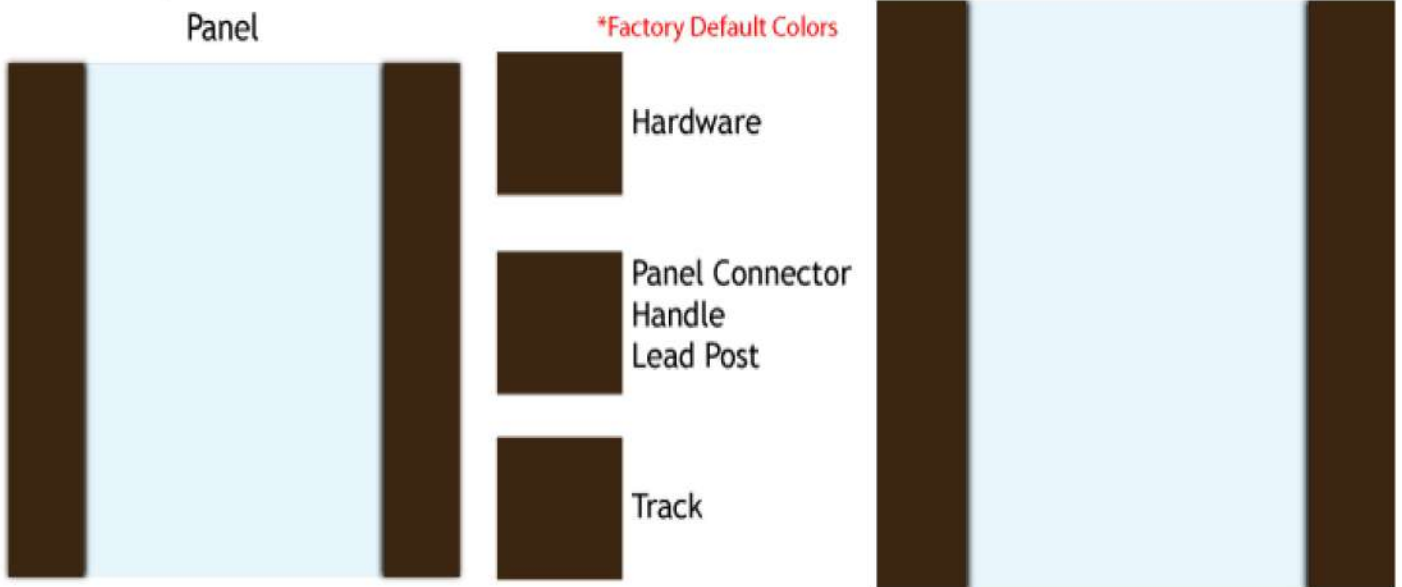 Panel
*Factory Default Colors
Hardware
Panel Connector
Handle
Lead Post
Track